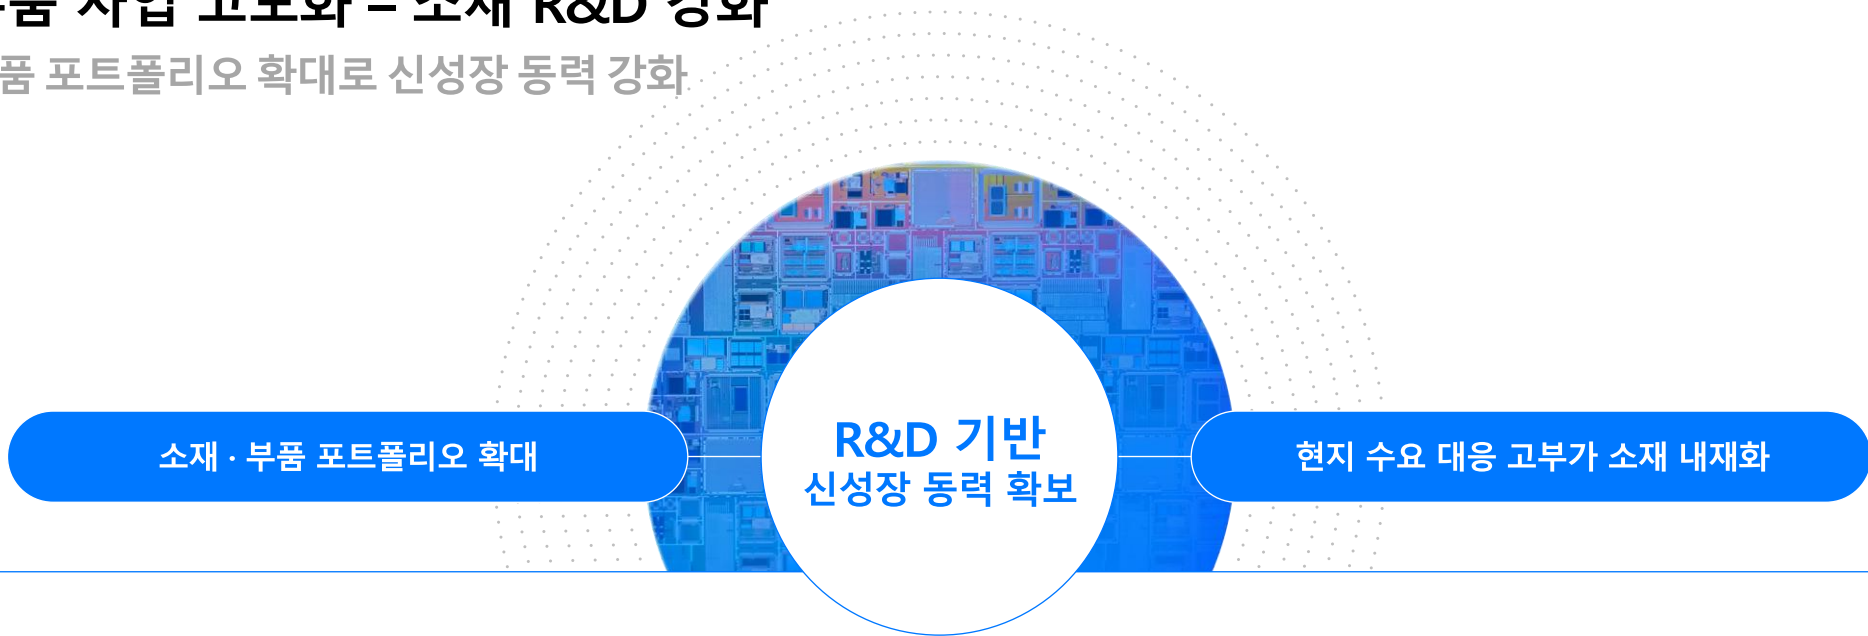 부품 사업 고도화 – 소재 R&D 강화
품 포트폴리오 확대로 신성장 동력 강화
소재 · 부품 포트폴리오 확대
R&D 기반
신성장 동력 확보
현지 수요 대응 고부가 소재 내재화